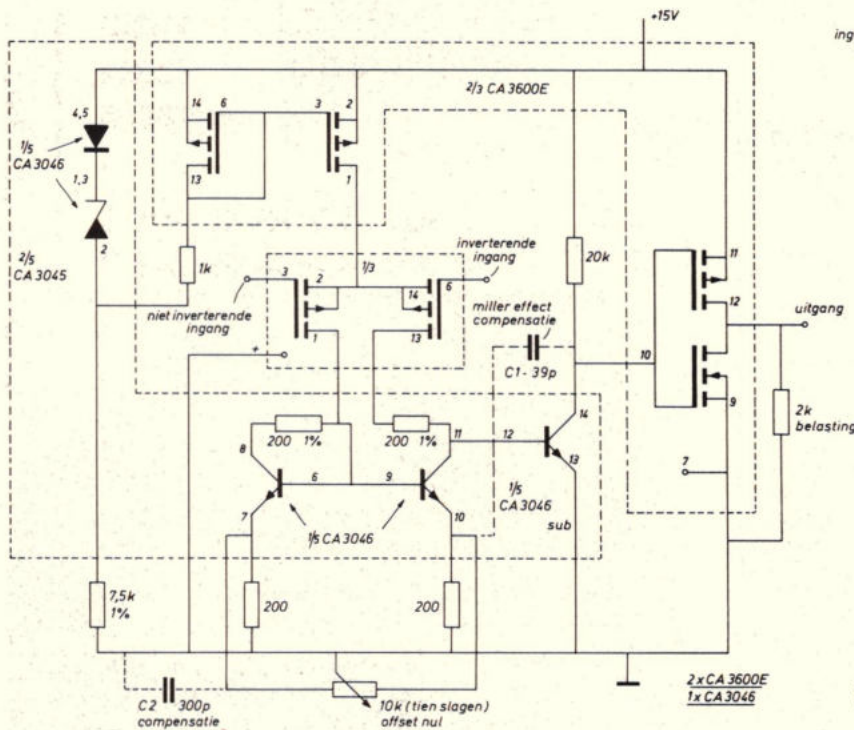 +15V
ing
2/3 CA3600E
14
6
3
2
4,5
1/5
CA3046
1,3
13
1
2
2/5
CA3045
1k
20k
11
12
uitgang
3
2
1/3
inverterende
ingang
14
6
niet inverterende
ingang
miller effect
compensatie
1
13
+
C1 - 39p
10
9
2k
belasting
200 1%
200 1%
8
11
12
14
13
6
9
7
1/5
CA3046
7
10
1/5 CA3046
sub
7,5k
1%
200
200
C2
300p
compensatie
10k (tien slagen)
offset nul
2x CA3600E
1x CA3046